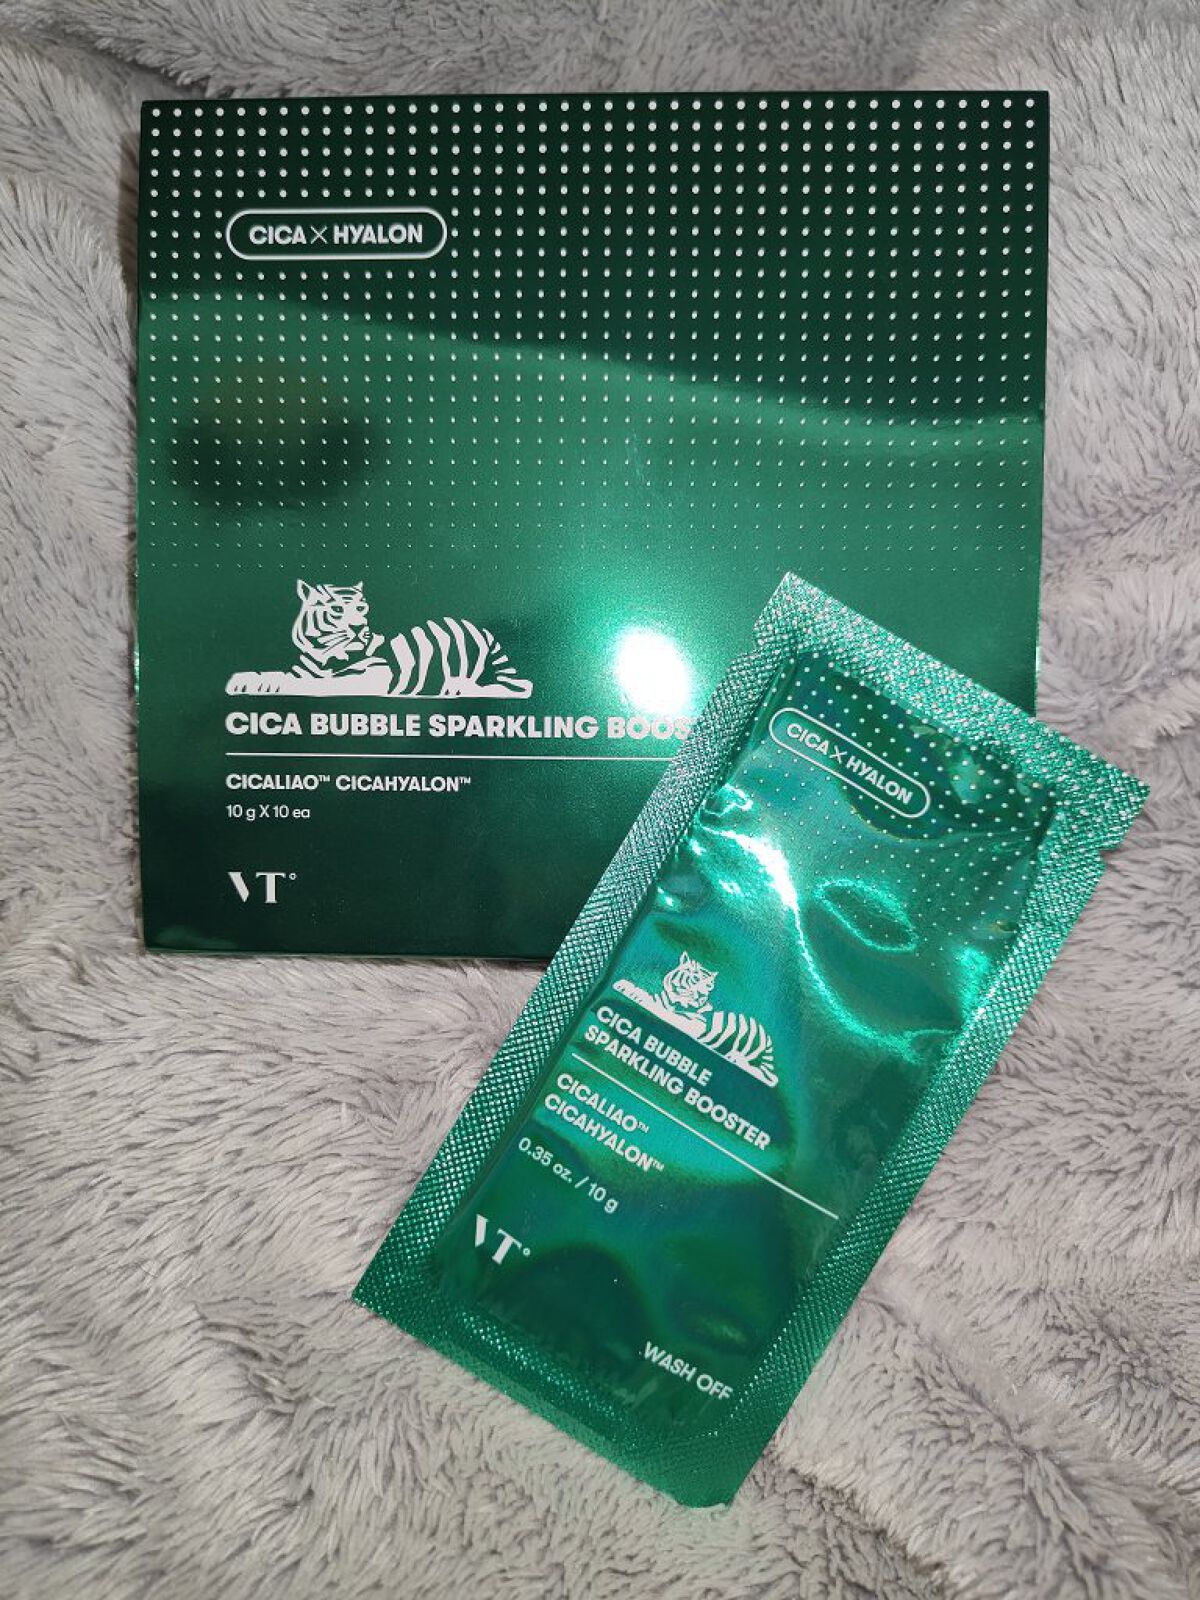 CICA × HYALON
CICA BUBBLE SPARKLING BOOS
CICALIAO™ CICAHYALON™
10 g X 10 ea
VT°
CICA × HYALON
CICA BUBBLE
SPARKLING BOOSTER
CICALIAO™
CICAHYALON™
0.35 oz. / 10 g
VT°
WASH OFF